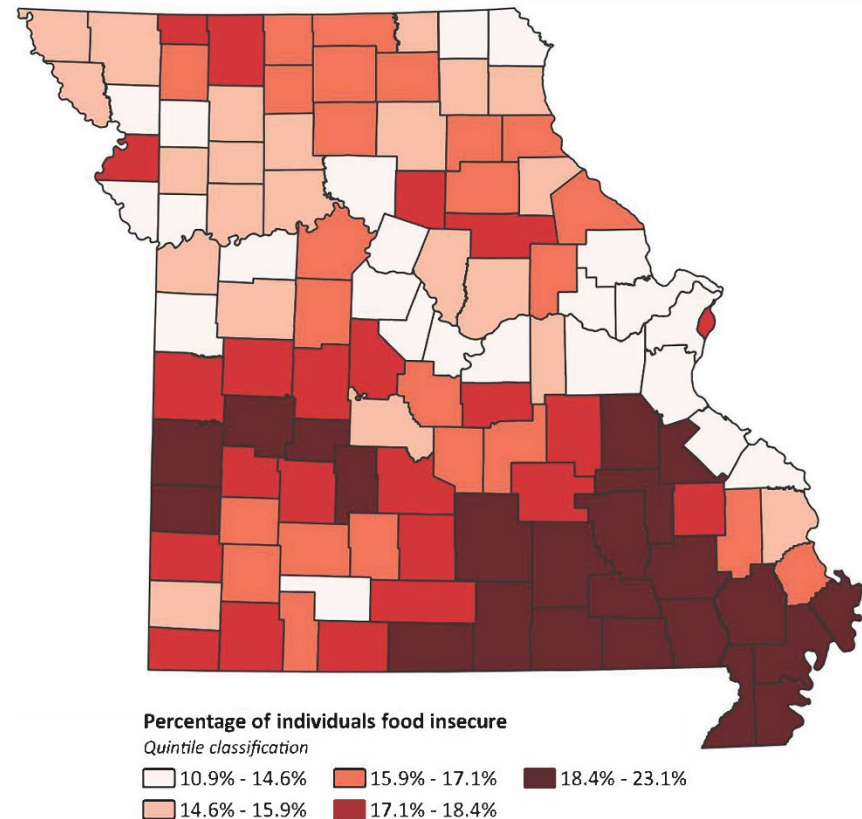 Percentage of individuals food insecure
Quintile classification
10.9% - 14.6%
15.9% - 17.1%
18.4% - 23.1%
14.6% - 15.9%
17.1% - 18.4%